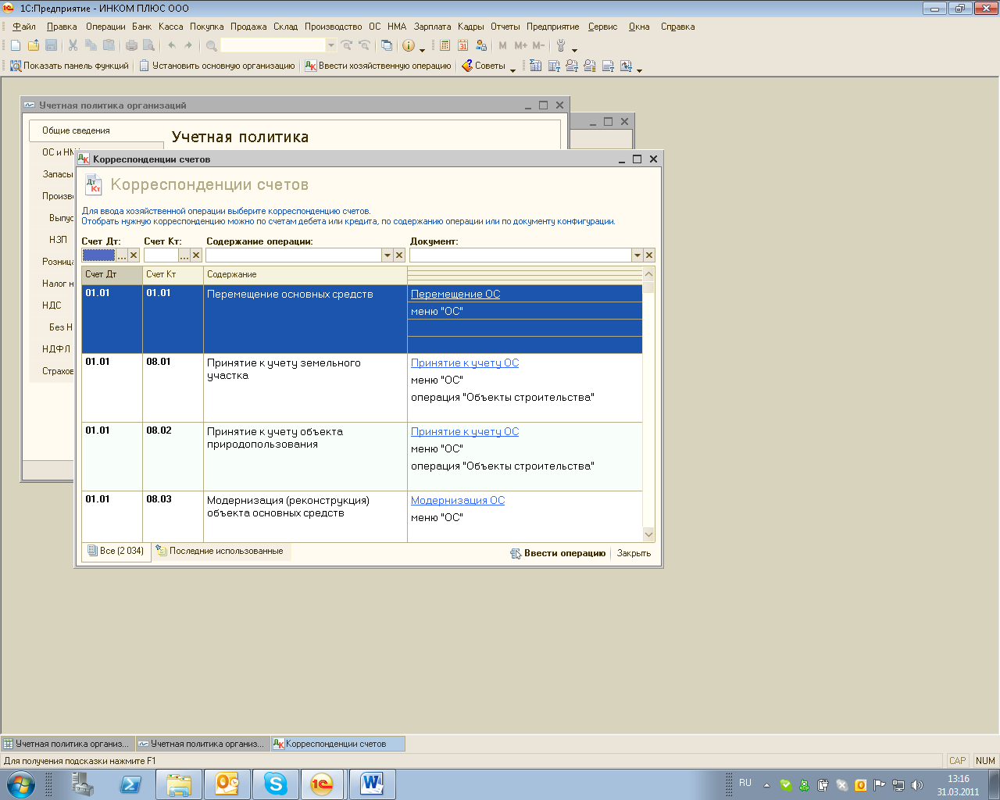 1С:Предприятие - ИНКОМ ПЛЮС ООО
Файл Правка Операции Банк Касса Покупка Продажа Склад Производство ОС НМА Зарплата Кадры Отчеты Предприятие Сервис Окна Справка
M M+ M-
Показать панель функций Установить основную организацию Ввести хозяйственную операцию Советы
Учетная политика организаций
Общие сведения
Учетная политика
ОС и НМ
Запасы
Произв
Выпус
НЗП
Розница
Налог н
НДС
Без Н
НДФЛ
Страхов
Корреспонденции счетов
Корреспонденции счетов
Для ввода хозяйственной операции выберите корреспонденцию счетов.
Отобрать нужную корреспонденцию можно по счетам дебета или кредита, по содержанию операции или по документу конфигурации.
Счет Дт: Счет Кт: Содержание операции: Документ:
Счет Дт Счет Кт Содержание
01.01 01.01 Перемещение основных средств Перемещение ОС
меню "ОС"
01.01 08.01 Принятие к учету земельного Принятие к учету ОС
участка меню "ОС"
операция "Объекты строительства"
01.01 08.02 Принятие к учету объекта Принятие к учету ОС
природопользования меню "ОС"
операция "Объекты строительства"
01.01 08.03 Модернизация (реконструкция) Модернизация ОС
объекта основных средств меню "ОС"
Все (2 034) Последние использованные Ввести операцию Закрыть
Учетная политика организ... Учетная политика организ... Корреспонденции счетов
Для получения подсказки нажмите F1 CAP NUM
RU 13:16
31.03.2011